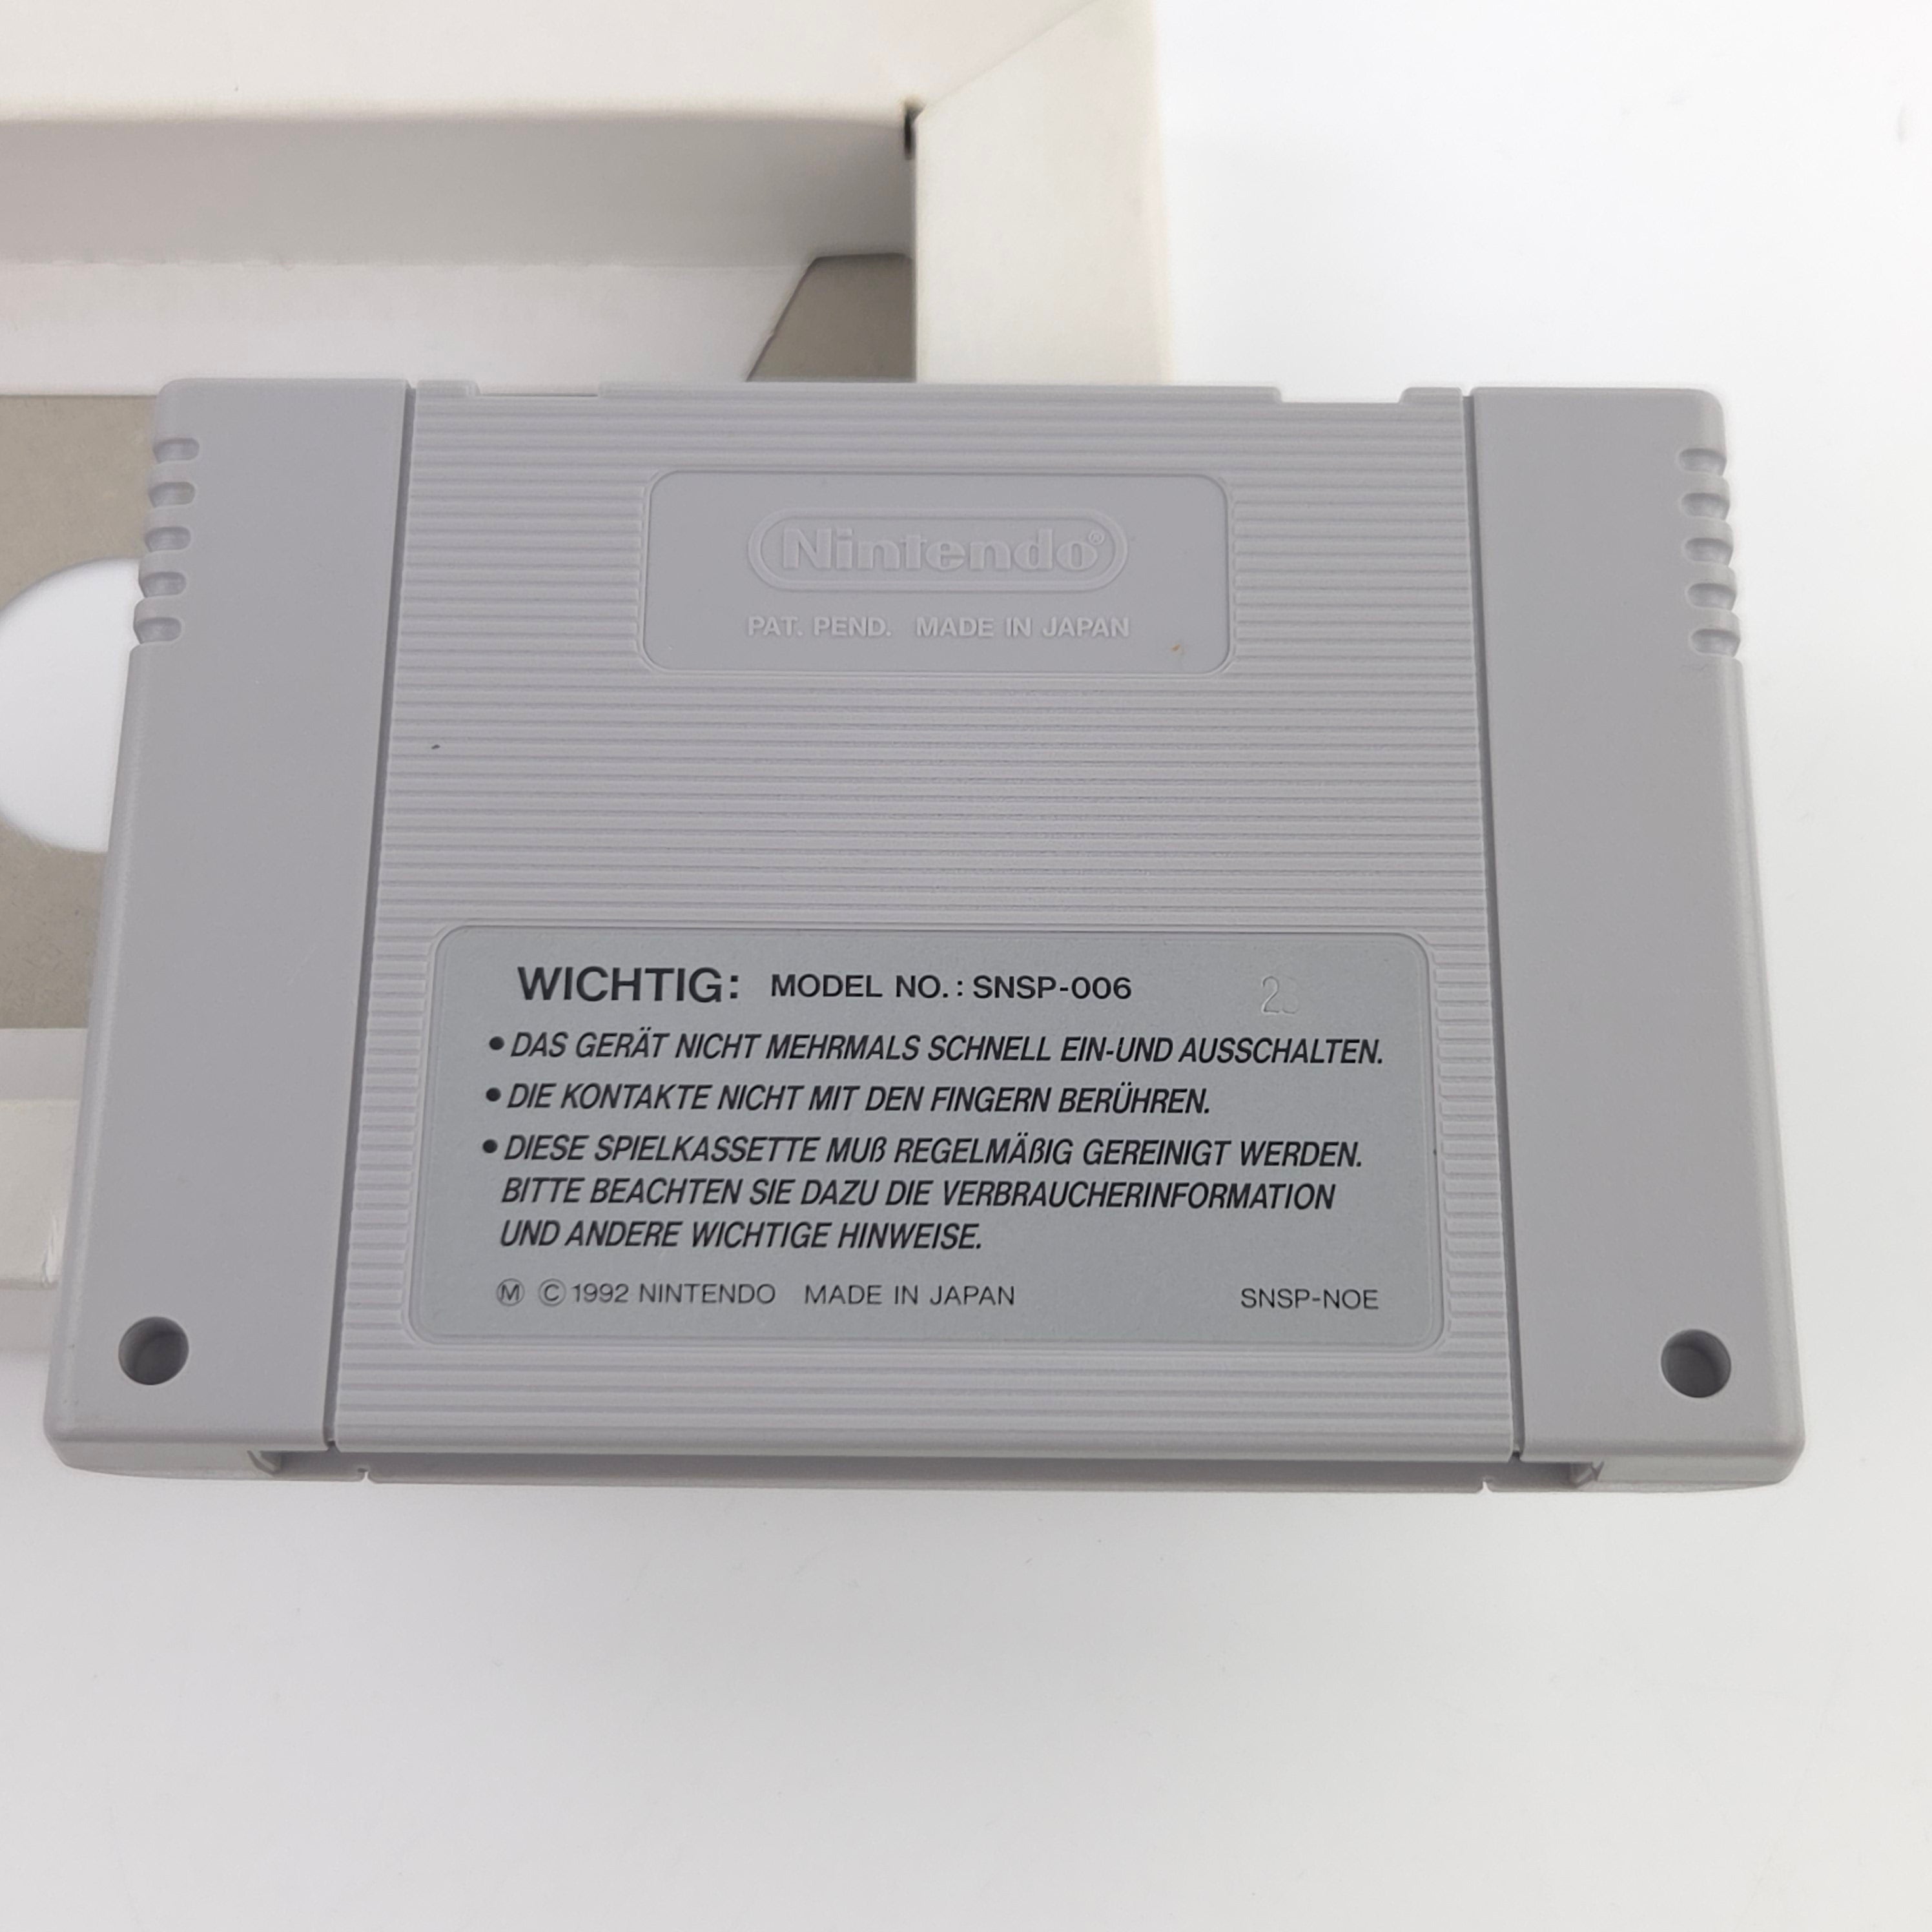 Nintendo®
PAT. PEND. MADE IN JAPAN
WICHTIG: MODEL NO.: SNSP-006
• DAS GERÄT NICHT MEHRMALS SCHNELL EIN-UND AUSSCHALTEN.
• DIE KONTAKTE NICHT MIT DEN FINGERN BERÜHREN.
• DIESE SPIELKASSETTE MUß REGELMÄßIG GEREINIGT WERDEN.
BITTE BEACHTEN SIE DAZU DIE VERBRAUCHERINFORMATION
UND ANDERE WICHTIGE HINWEISE.
Ⓜ © 1992 NINTENDO MADE IN JAPAN SNSP-NOE